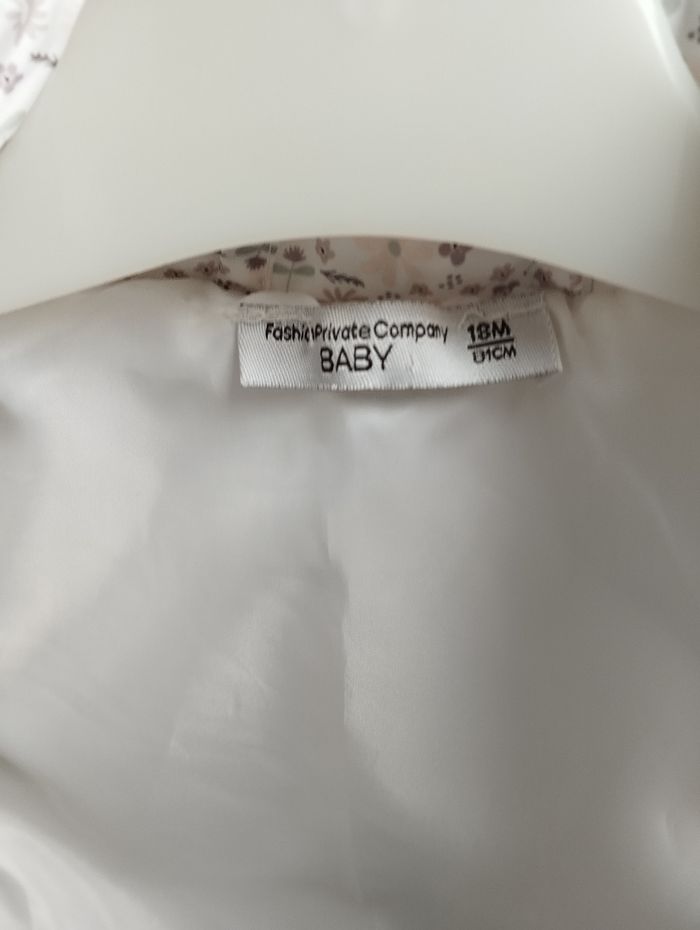 Fashion Private Company 18M
BABY 81CM